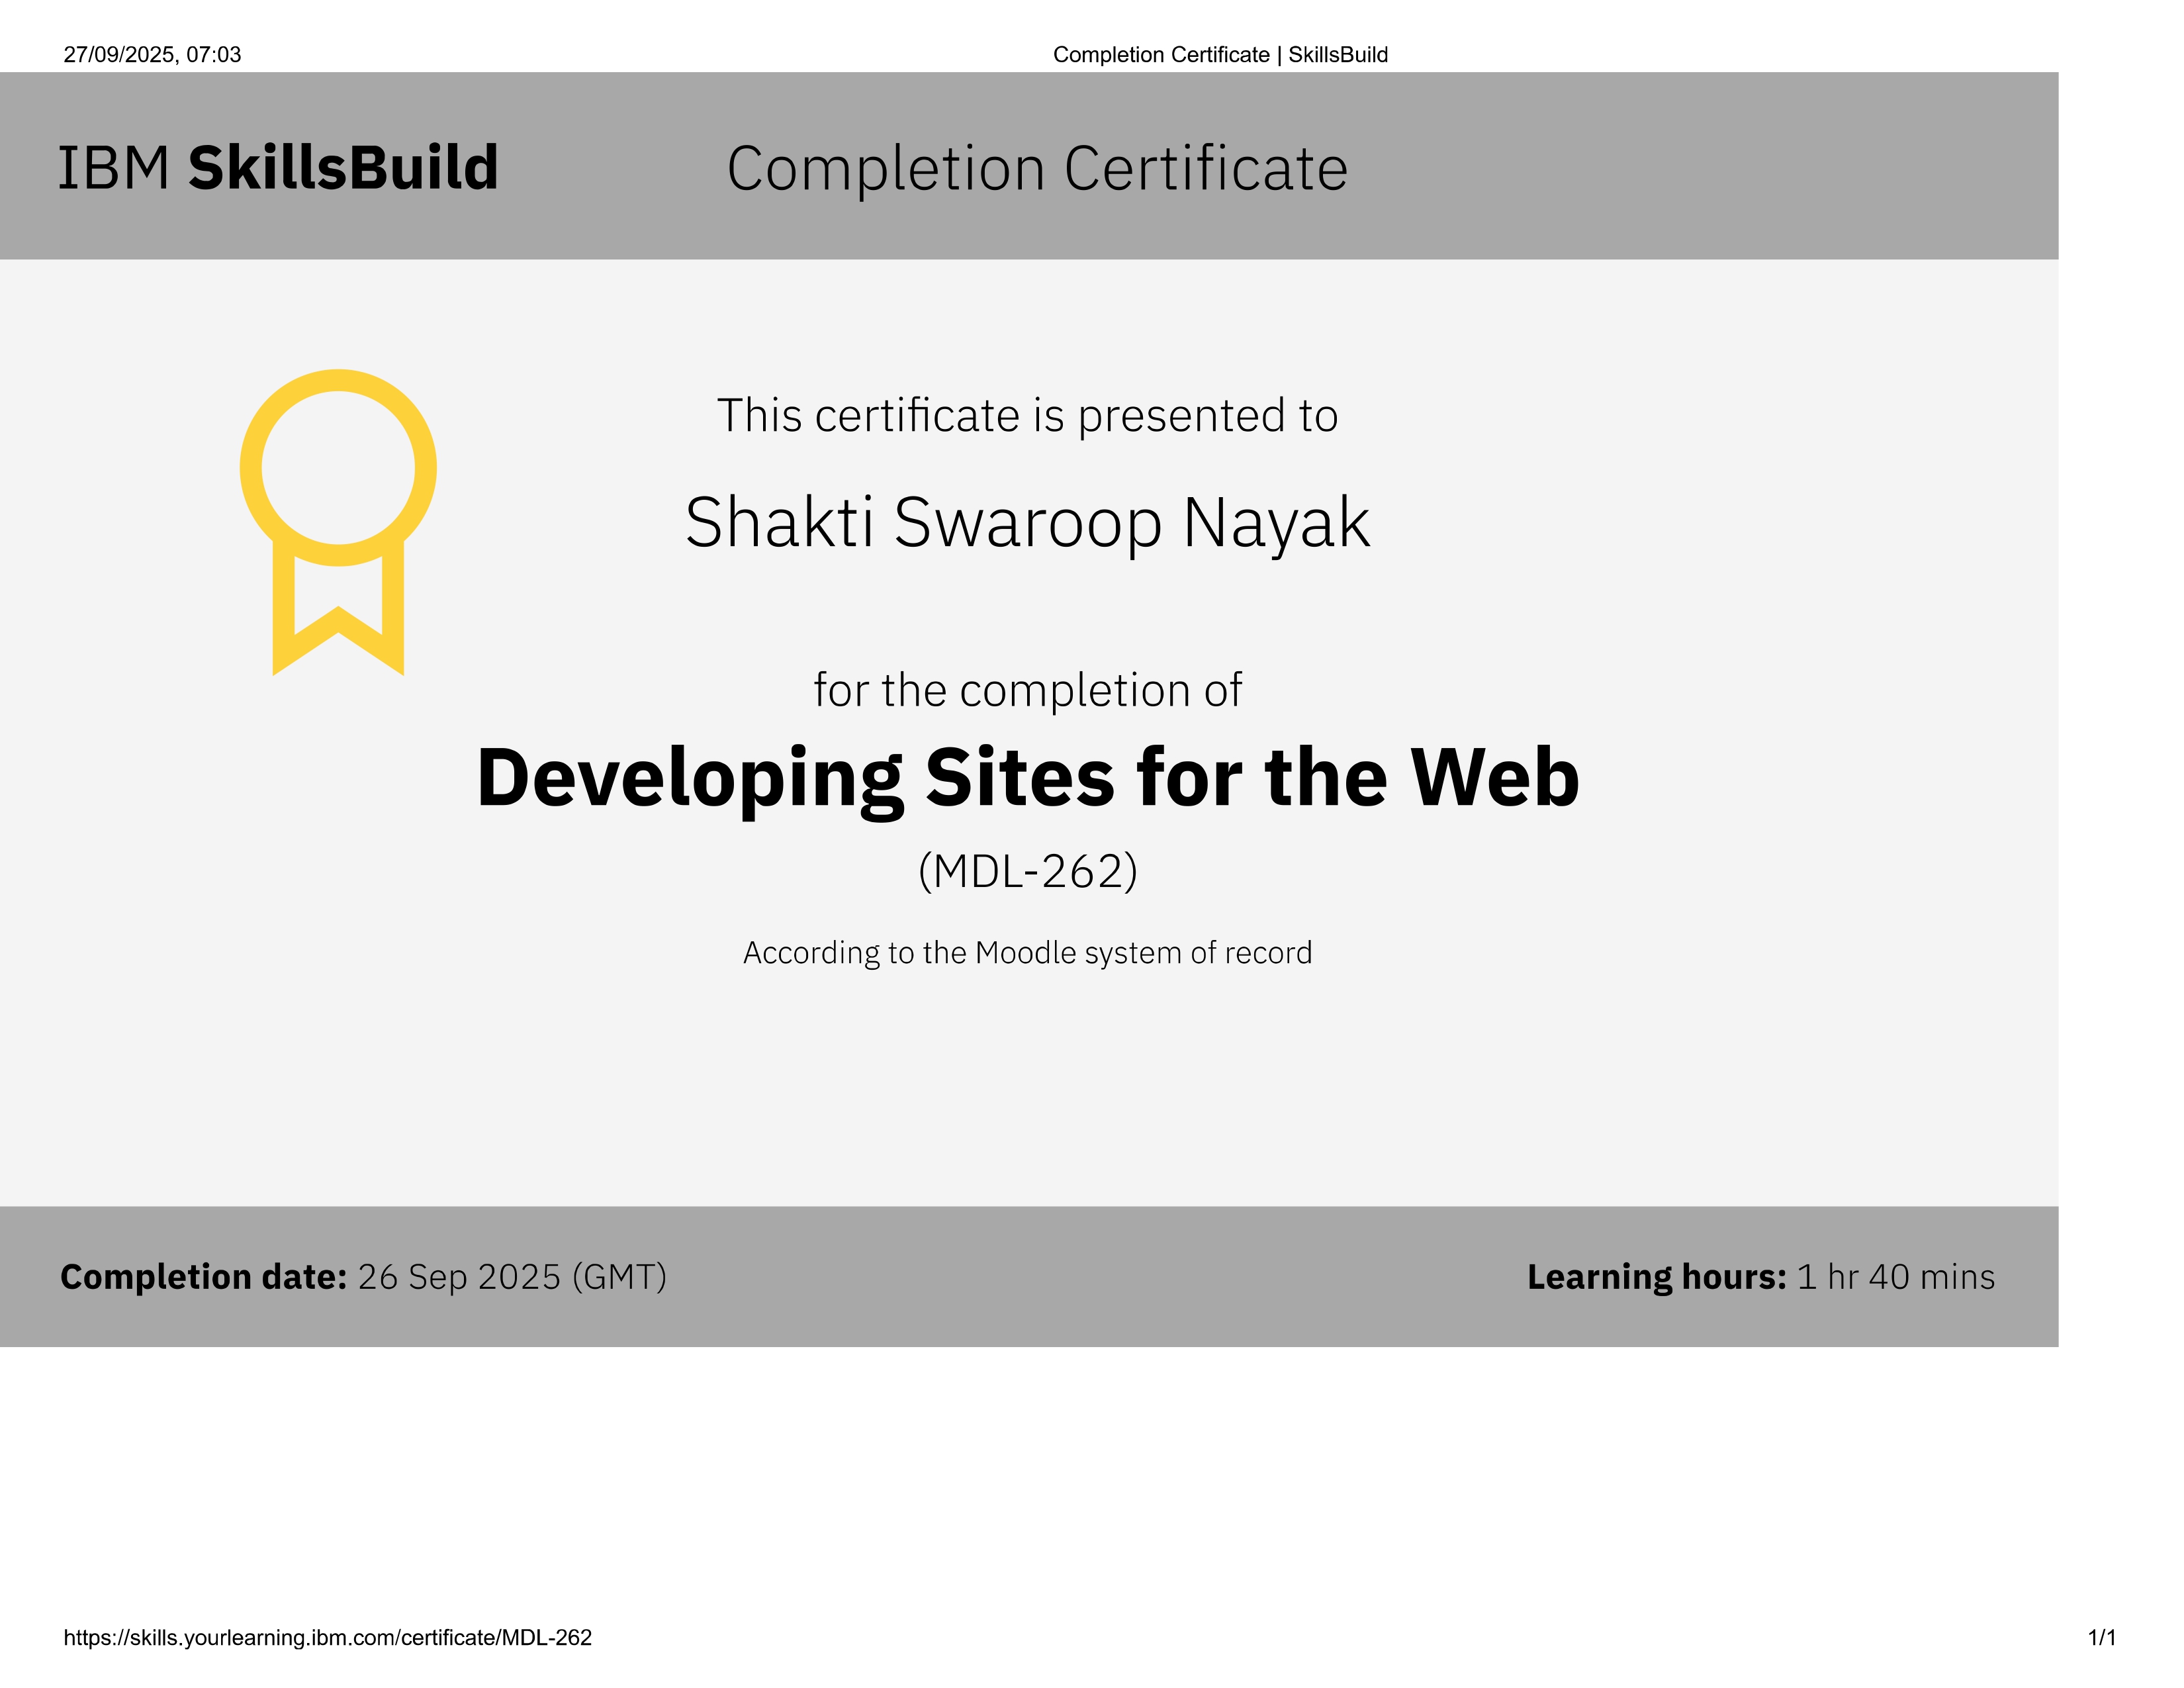 27/09/2025, 07:03
Completion Certificate | SkillsBuild
IBM SkillsBuild
Completion Certificate
This certificate is presented to
Shakti Swaroop Nayak
for the completion of
Developing Sites for the Web
(MDL-262)
According to the Moodle system of record
Completion date: 26 Sep 2025 (GMT)
Learning hours: 1 hr 40 mins
https://skills.yourlearning.ibm.com/certificate/MDL-262
1/1